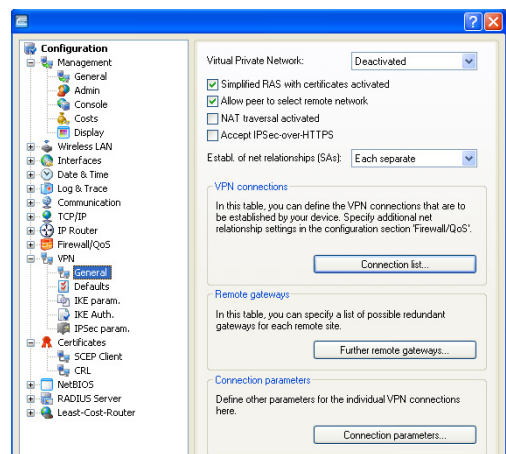 Configuration
Management
General
Admin
Console
Costs
Display
Wireless LAN
Interfaces
Date & Time
Log & Trace
Communication
TCP/IP
IP Router
Firewall/QoS
VPN
General
Defaults
IKE param.
IKE Auth.
IPSec param.
Certificates
SCEP Client
CRL
NetBIOS
RADIUS Server
Least-Cost-Router
Virtual Private Network: Deactivated
Simplified RAS with certificates activated
Allow peer to select remote network
NAT traversal activated
Accept IPSec-over-HTTPS
Establ. of net relationships (SAs): Each separate
VPN connections
In this table, you can define the VPN connections that are to
be established by your device. Specify additional net
relationship settings in the configuration section 'Firewall/QoS'.
Connection list...
Remote gateways
In this table, you can specify a list of possible redundant
gateways for each remote site.
Further remote gateways...
Connection parameters
Define other parameters for the individual VPN connections
here.
Connection parameters...